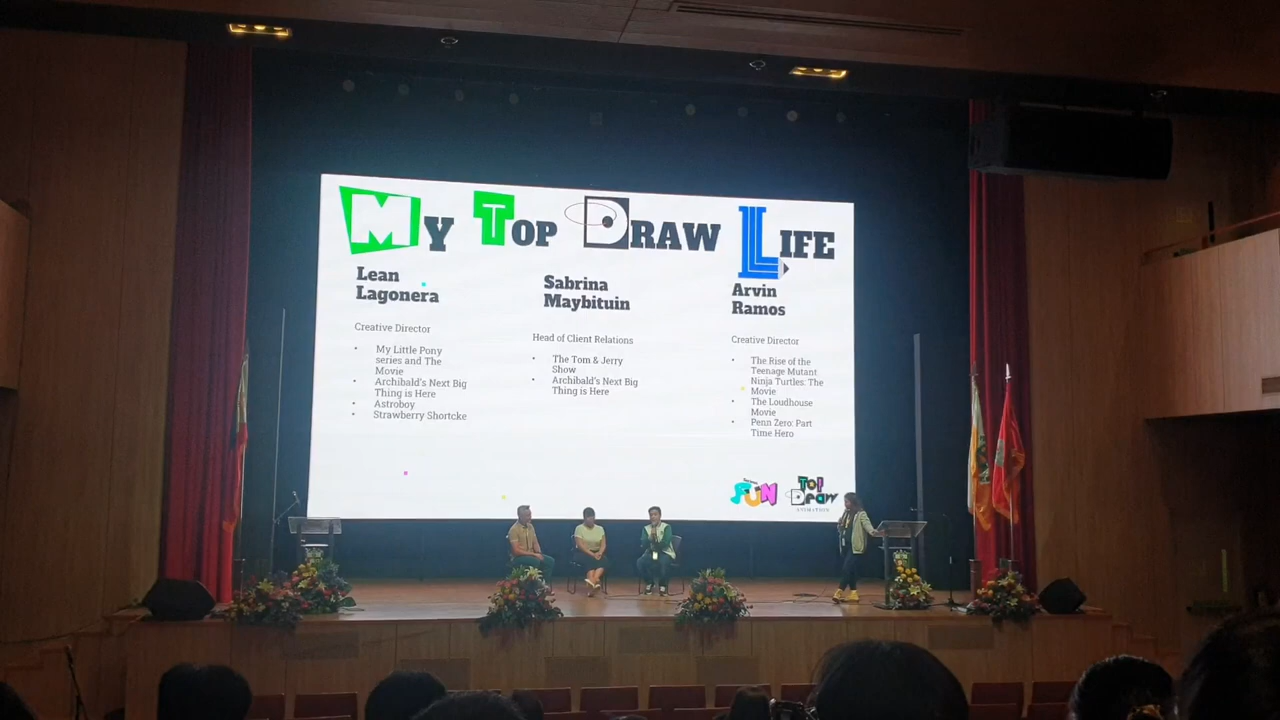 My Top Draw Life
Lean
Lagonera
Creative Director
• My Little Pony
series and The
Movie
• Archibald's Next Big
Thing is Here
• Astroboy
• Strawberry Shortcke
Sabrina
Maybituin
Head of Client Relations
• The Tom & Jerry
Show
• Archibald's Next Big
Thing is Here
Arvin
Ramos
Creative Director
• The Rise of the
Teenage Mutant
Ninja Turtles: The
Movie
• The Loudhouse
Movie
• Penn Zero: Part
Time Hero
FUN
Top
Draw
ANIMATION